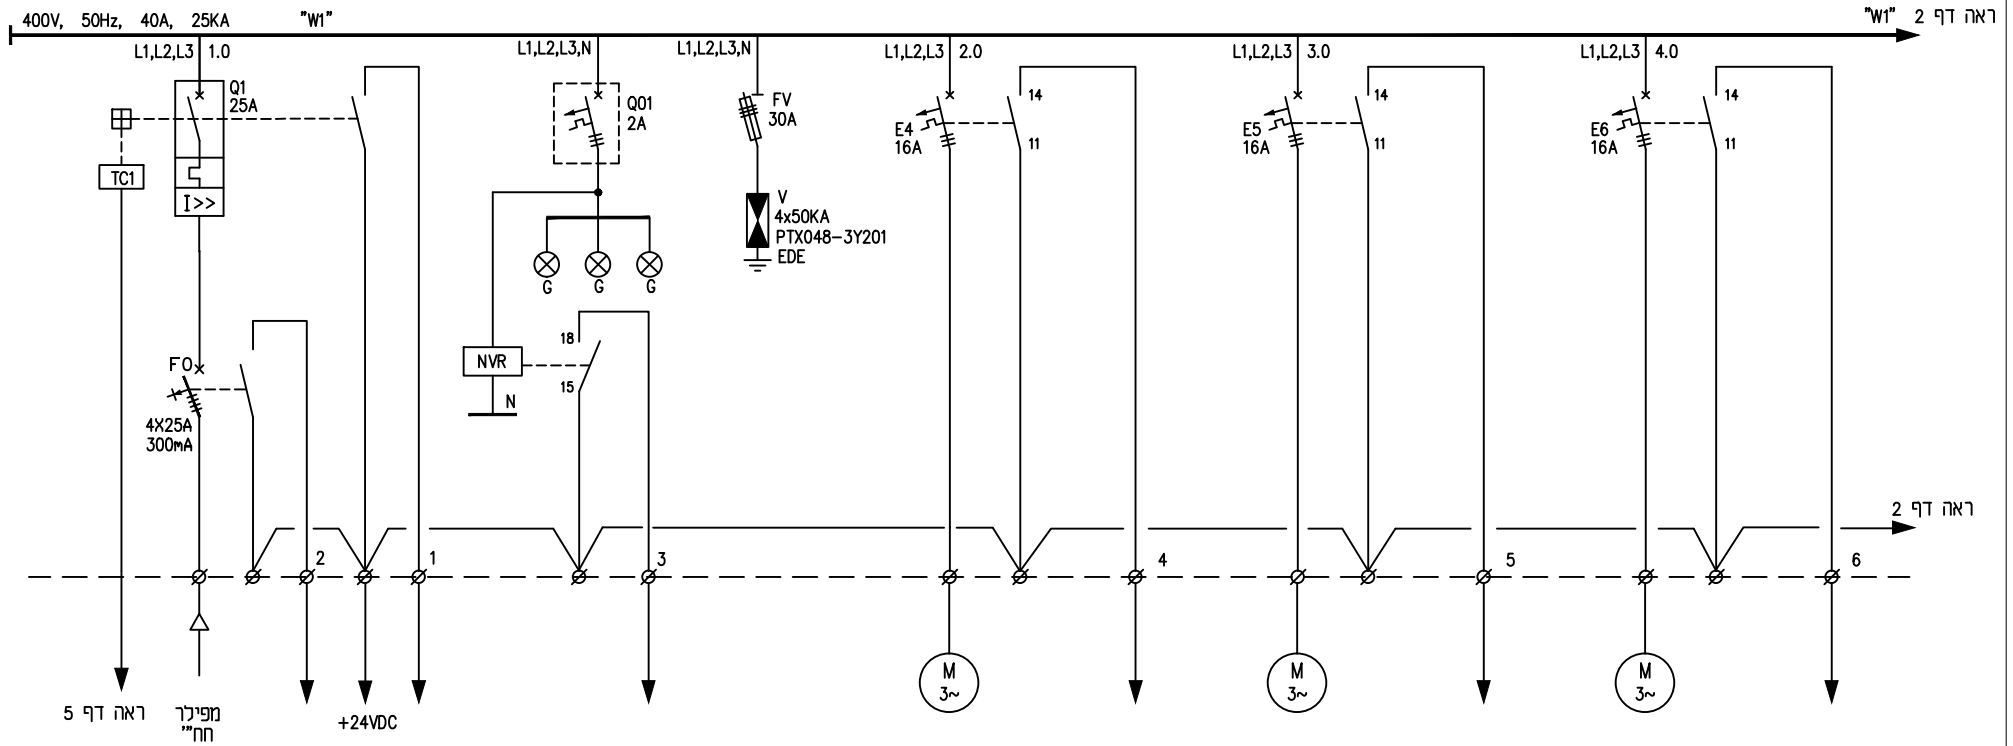 400V, 50Hz, 40A, 25KA
"W1"
"W1" ראה דף 2
L1,L2,L3 1.0
L1,L2,L3,N
L1,L2,L3,N
L1,L2,L3 2.0
L1,L2,L3 3.0
L1,L2,L3 4.0
Q1
25A
TC1
I>>
Q01
2A
FV
30A
E4
16A
14
11
E5
16A
14
11
E6
16A
14
11
V
4x50KA
PTX048-3Y201
EDE
G
G
G
NVR
N
18
15
F0
4X25A
300mA
ראה דף 2
2
1
3
4
5
6
M
3~
M
3~
M
3~
ראה דף 5
מפילר
חח""
+24VDC